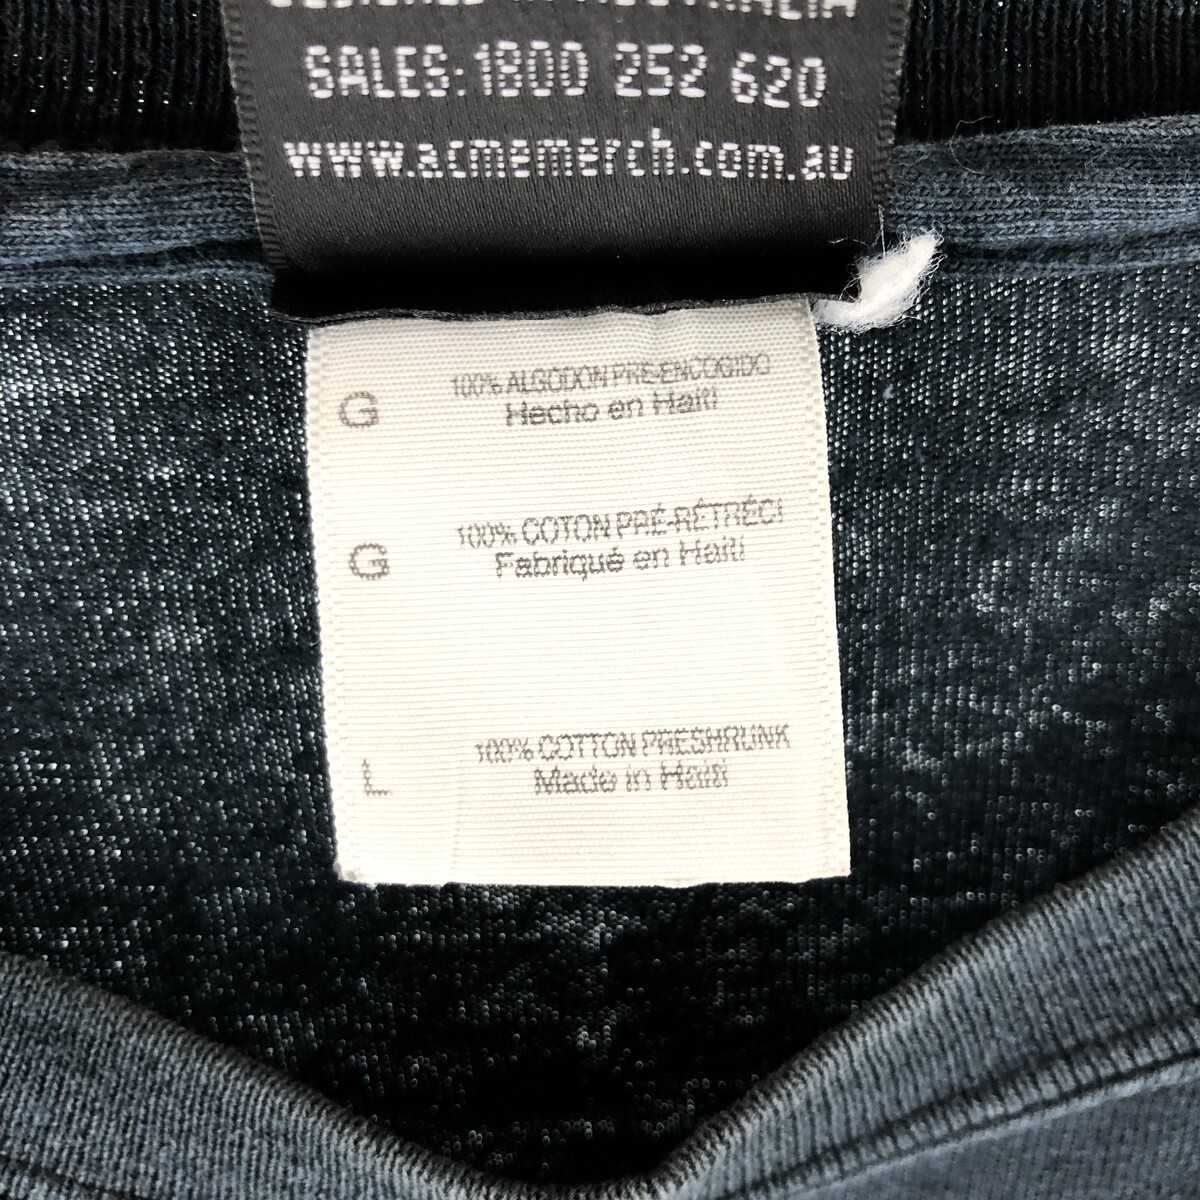 SALES: 1800 252 620
www.acmemerch.com.au
G
100% ALGODON PRE-ENCOGIDO
Hecho en Haiti
G
100% COTON PRÉ-RÉTRÉCI
Fabriqué en Haïti
L
100% COTTON PRESHRUNK
Made in Haiti